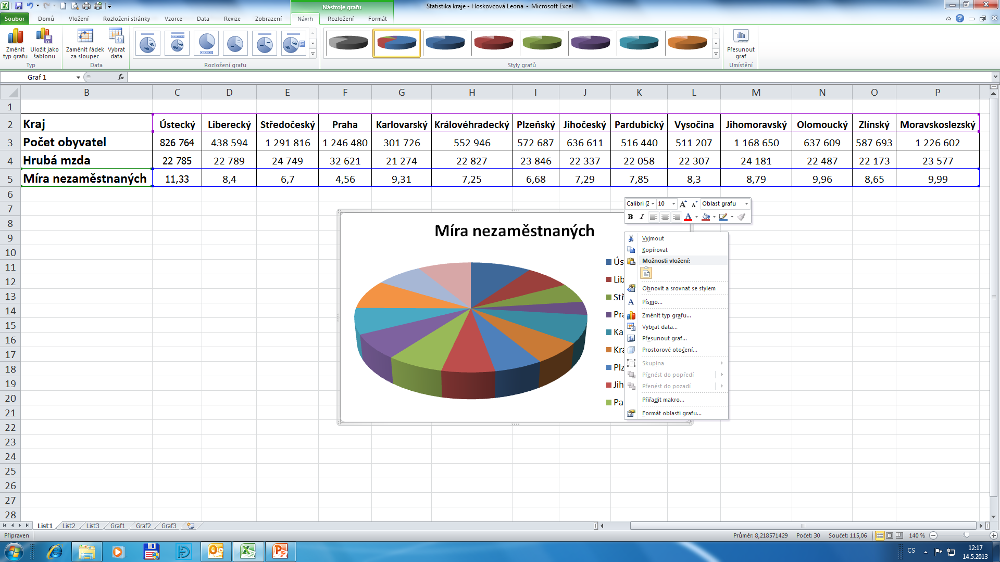 Nástroje grafu
Statistika kraje - Hoskovcová Leona - Microsoft Excel
Soubor Domů Vložení Rozložení stránky Vzorce Data Revize Zobrazení Návrh Rozložení Formát
Změnit typ grafu
Uložit jako šablonu
Zaměnit řádek za sloupec
Vybrat data
Přesunout graf
Typ Data Rozložení grafu Styly grafů Umístění
Graf 1 fx
B C D E F G H I J K L M N O P
1
2 Kraj Ústecký Liberecký Středočeský Praha Karlovarský Královéhradecký Plzeňský Jihočeský Pardubický Vysočina Jihomoravský Olomoucký Zlínský Moravskoslezský
3 Počet obyvatel 826 764 438 594 1 291 816 1 246 480 301 726 552 946 572 687 636 611 516 440 511 207 1 168 650 637 609 587 693 1 226 602
4 Hrubá mzda 22 785 22 789 24 749 32 621 21 274 22 827 23 846 22 337 22 058 22 307 24 181 22 487 22 173 23 577
5 Míra nezaměstnaných 11,33 8,4 6,7 4,56 9,31 7,25 6,68 7,29 7,85 8,3 8,79 9,96 8,65 9,99
6
7
8
9
10
11
12
13
14
15
16
17
18
19
20
21
22
23
24
25
26
27
28
Calibri (Z 10 A A Oblast grafu
B I A
Míra nezaměstnaných
Ús
Lib
Stř
Pra
Ka
Krá
Plz
Jih
Pa
Vyjmout
Kopírovat
Možnosti vložení:
Obnovit a srovnat se stylem
Písmo...
Změnit typ grafu...
Vybrat data...
Přesunout graf...
Prostorové otočení...
Skupina
Přenést do popředí
Přenést do pozadí
Přiřadit makro...
Formát oblasti grafu...
List1 List2 List3 Graf1 Graf2 Graf3
Připraven Průměr: 8,218571429 Počet: 30 Součet: 115,06 140 %
CS 12:17
14.5.2013